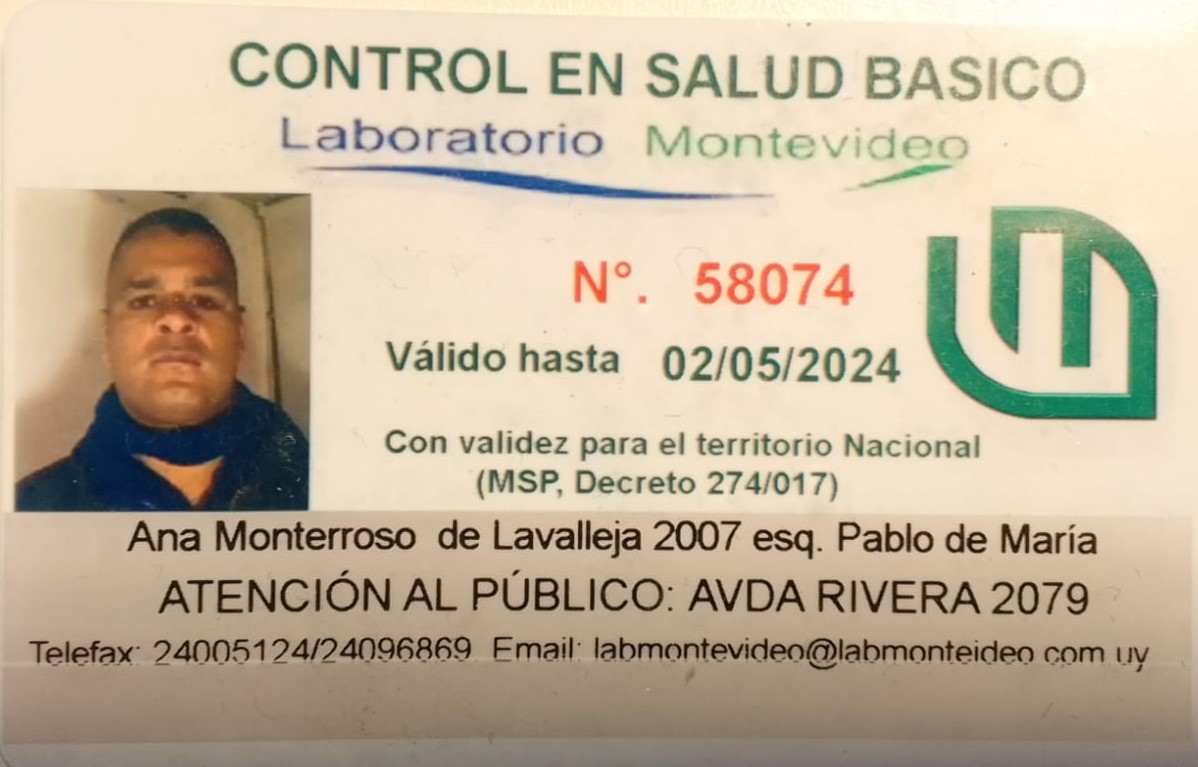 CONTROL EN SALUD BASICO
Laboratorio Montevideo
N°. 58074
Válido hasta 02/05/2024
Con validez para el territorio Nacional
(MSP, Decreto 274/017)
Ana Monterroso de Lavalleja 2007 esq. Pablo de María
ATENCIÓN AL PÚBLICO: AVDA RIVERA 2079
Telefax: 24005124/24096869 Email: labmontevideo@labmonteideo.com.uy